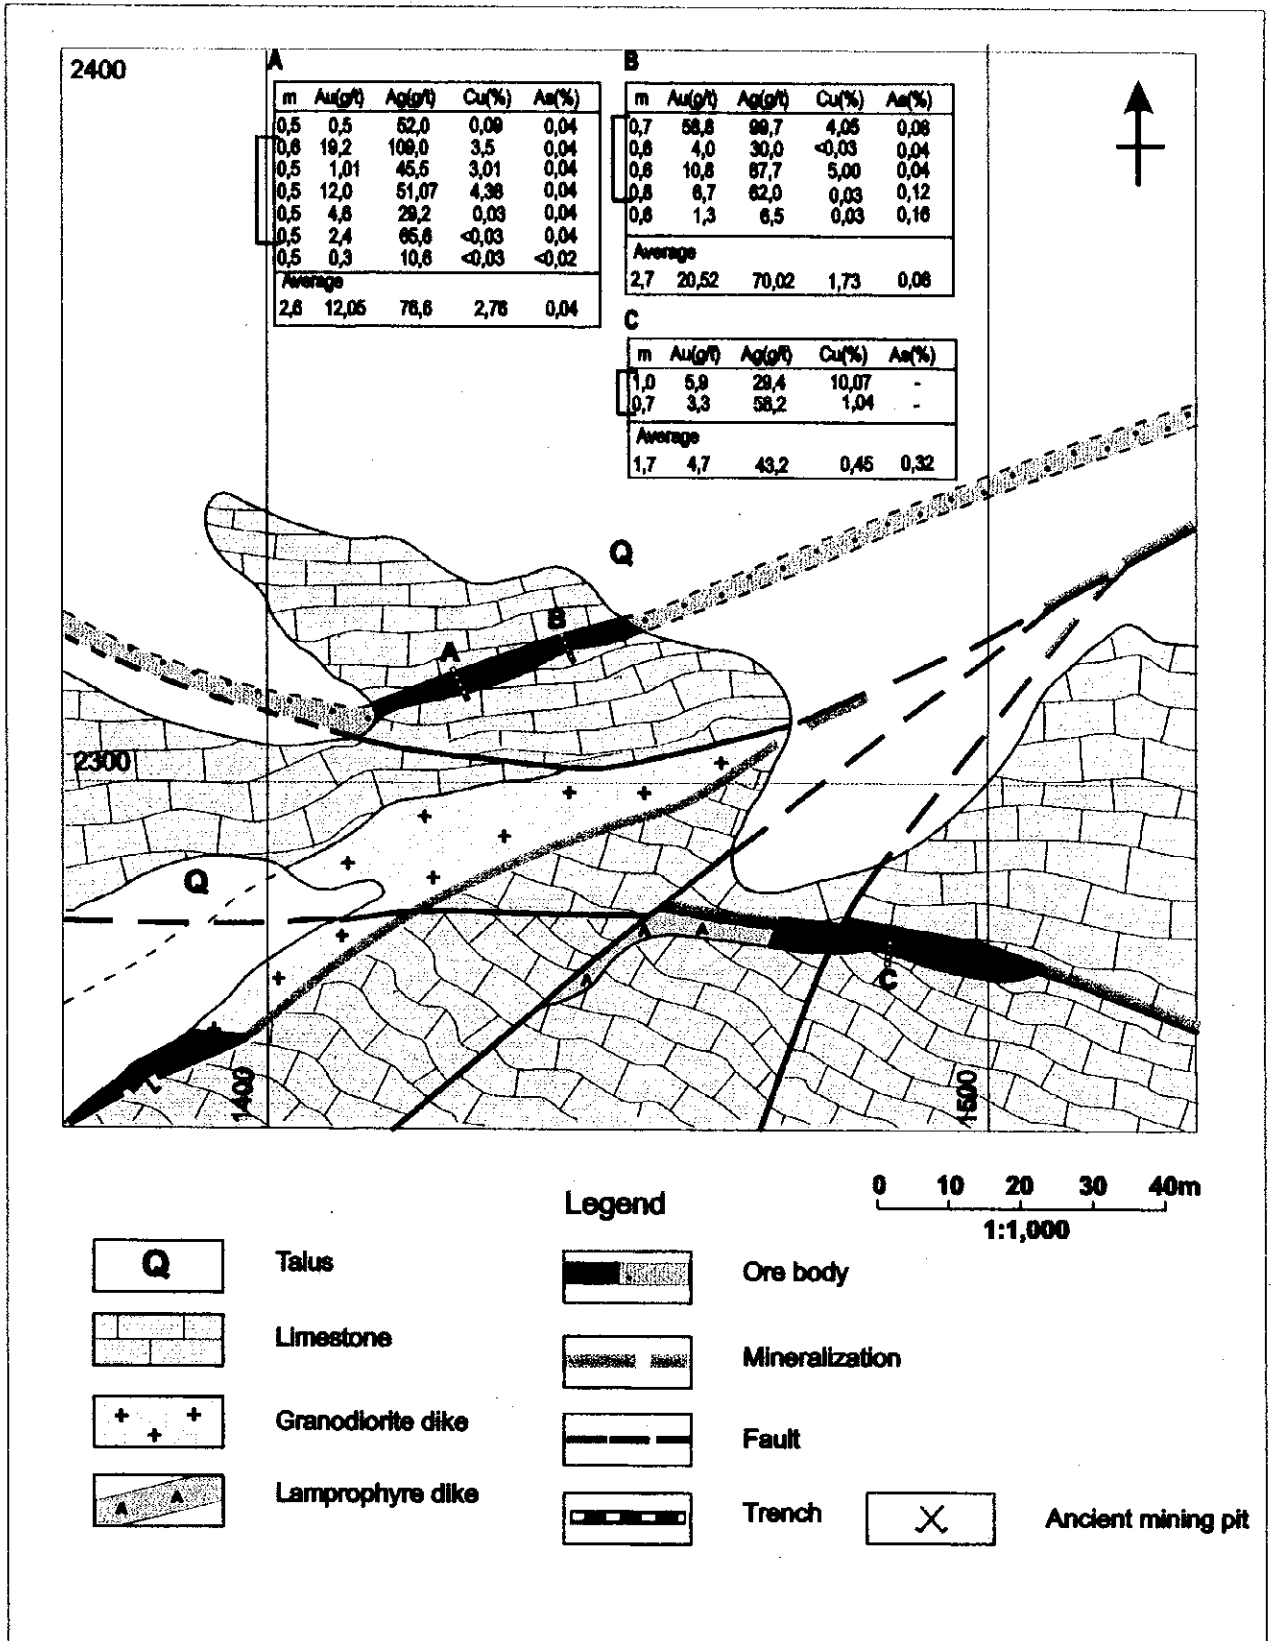 2400
A
m Au(g/t) Ag(g/t) Cu(%) As(%)
0,5 0,5 52,0 0,09 0,04
0,6 19,2 109,0 3,5 0,04
0,5 1,01 45,5 3,01 0,04
0,5 12,0 51,07 4,36 0,04
0,5 4,6 29,2 0,03 0,04
0,5 2,4 65,6 <0,03 0,04
0,5 0,3 10,6 <0,03 <0,02
Average
2,6 12,05 76,6 2,76 0,04
B
m Au(g/t) Ag(g/t) Cu(%) As(%)
0,7 58,8 99,7 4,05 0,08
0,6 4,0 30,0 <0,03 0,04
0,6 10,8 87,7 5,00 0,04
0,8 6,7 62,0 0,03 0,12
0,6 1,3 6,5 0,03 0,16
Average
2,7 20,52 70,02 1,73 0,06
C
m Au(g/t) Ag(g/t) Cu(%) As(%)
1,0 5,9 29,4 10,07 -
0,7 3,3 58,2 1,04 -
Average
1,7 4,7 43,2 0,45 0,32
Q
B
A
2300
Q
C
1400
1500
0 10 20 30 40m
1:1,000
Legend
Q Talus
Limestone
Granodiorite dike
Lamprophyre dike
Ore body
Mineralization
Fault
Trench
Ancient mining pit